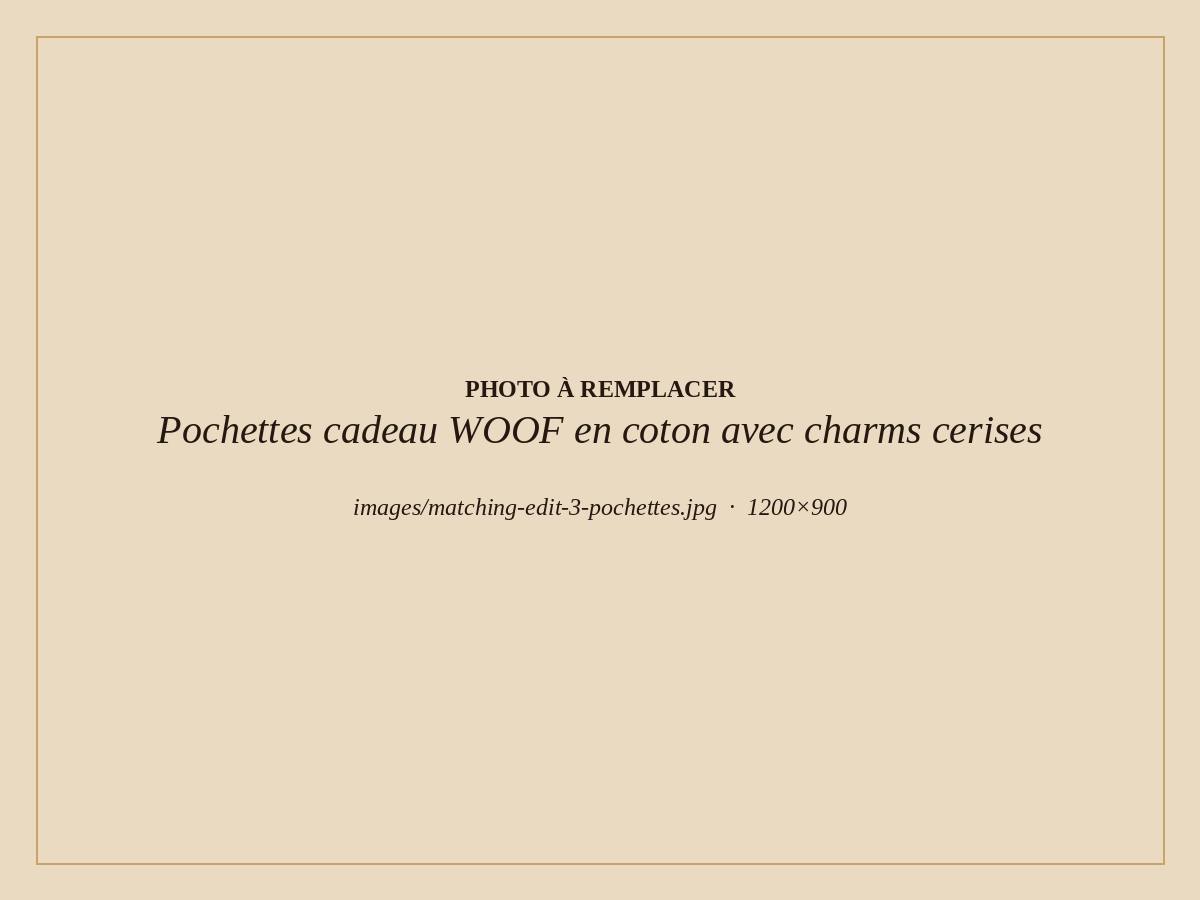 PHOTO À REMPLACER
Pochettes cadeau WOOF en coton avec charms cerises
images/matching-edit-3-pochettes.jpg · 1200×900